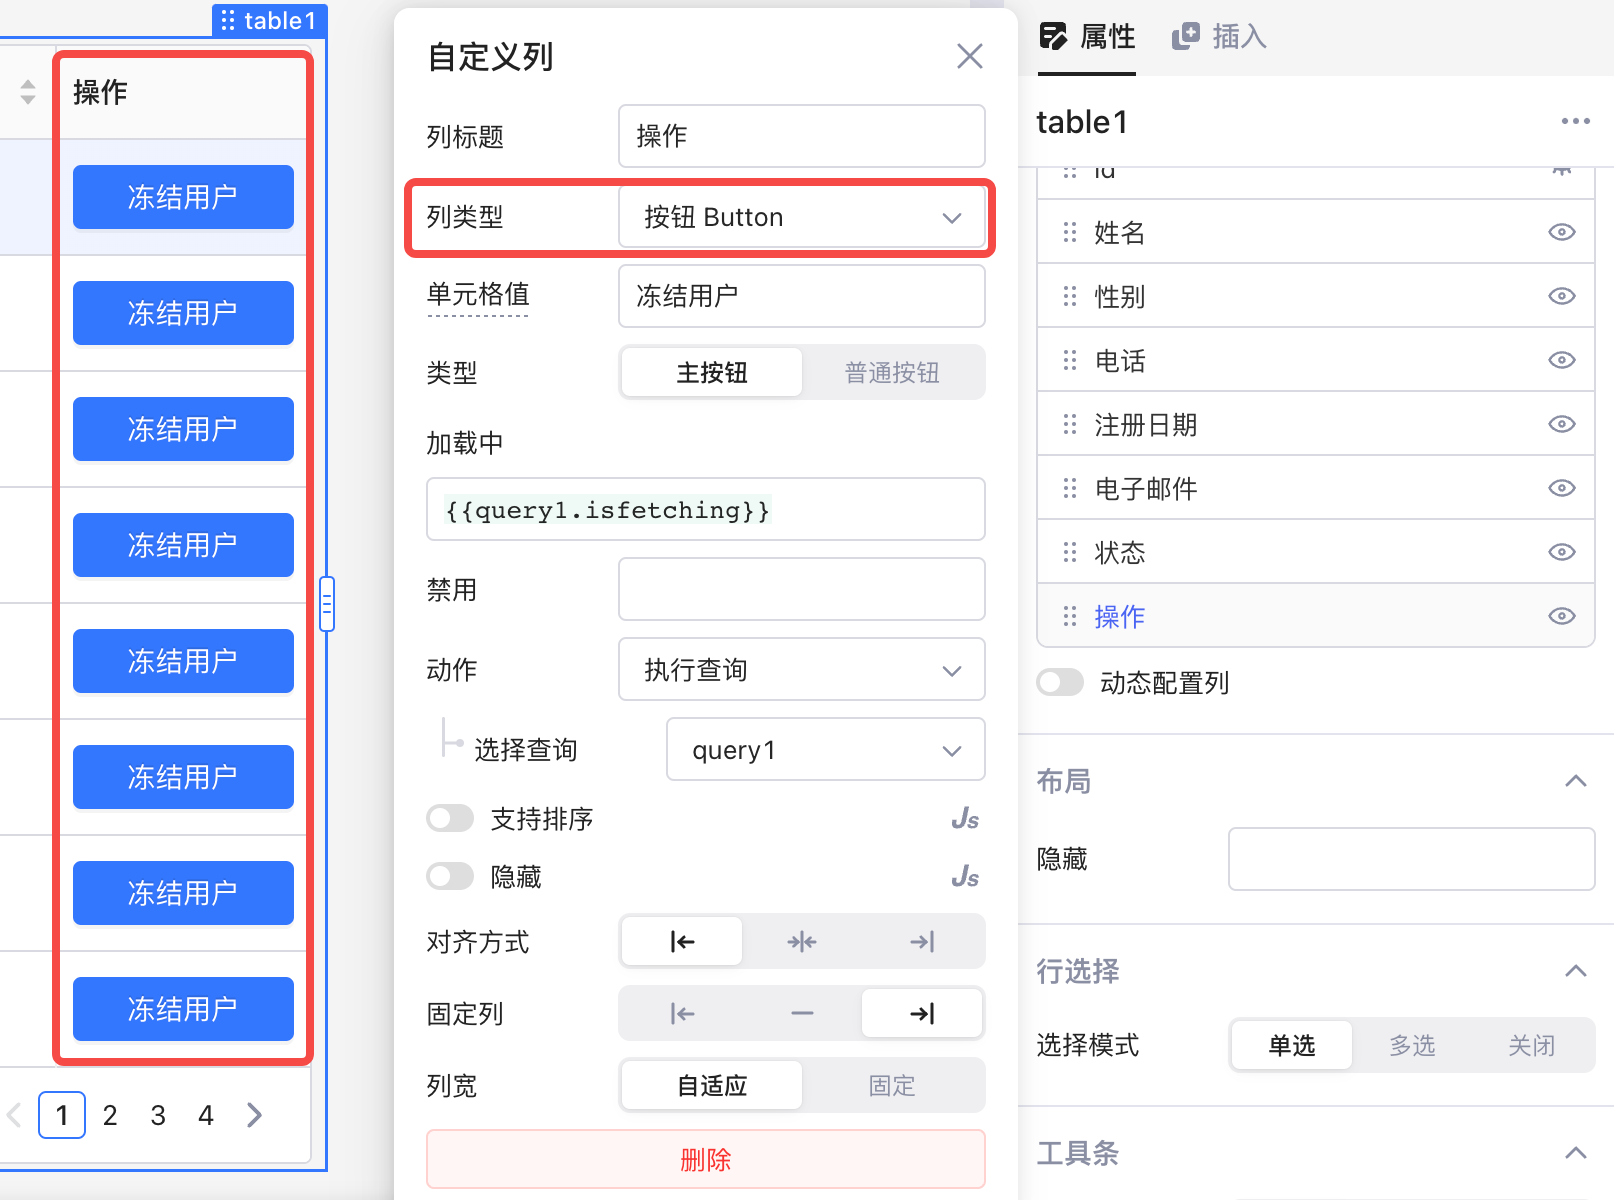 table1
操作
冻结用户
冻结用户
冻结用户
冻结用户
冻结用户
冻结用户
冻结用户
冻结用户
1 2 3 4
自定义列
列标题 操作
列类型 按钮 Button
单元格值 冻结用户
类型 主按钮 普通按钮
加载中
{{query1.isfetching}}
禁用
动作 执行查询
选择查询 query1
支持排序 Js
隐藏 Js
对齐方式
固定列
列宽 自适应 固定
删除
属性 插入
table1
id
姓名
性别
电话
注册日期
电子邮件
状态
操作
动态配置列
布局
隐藏
行选择
选择模式 单选 多选 关闭
工具条